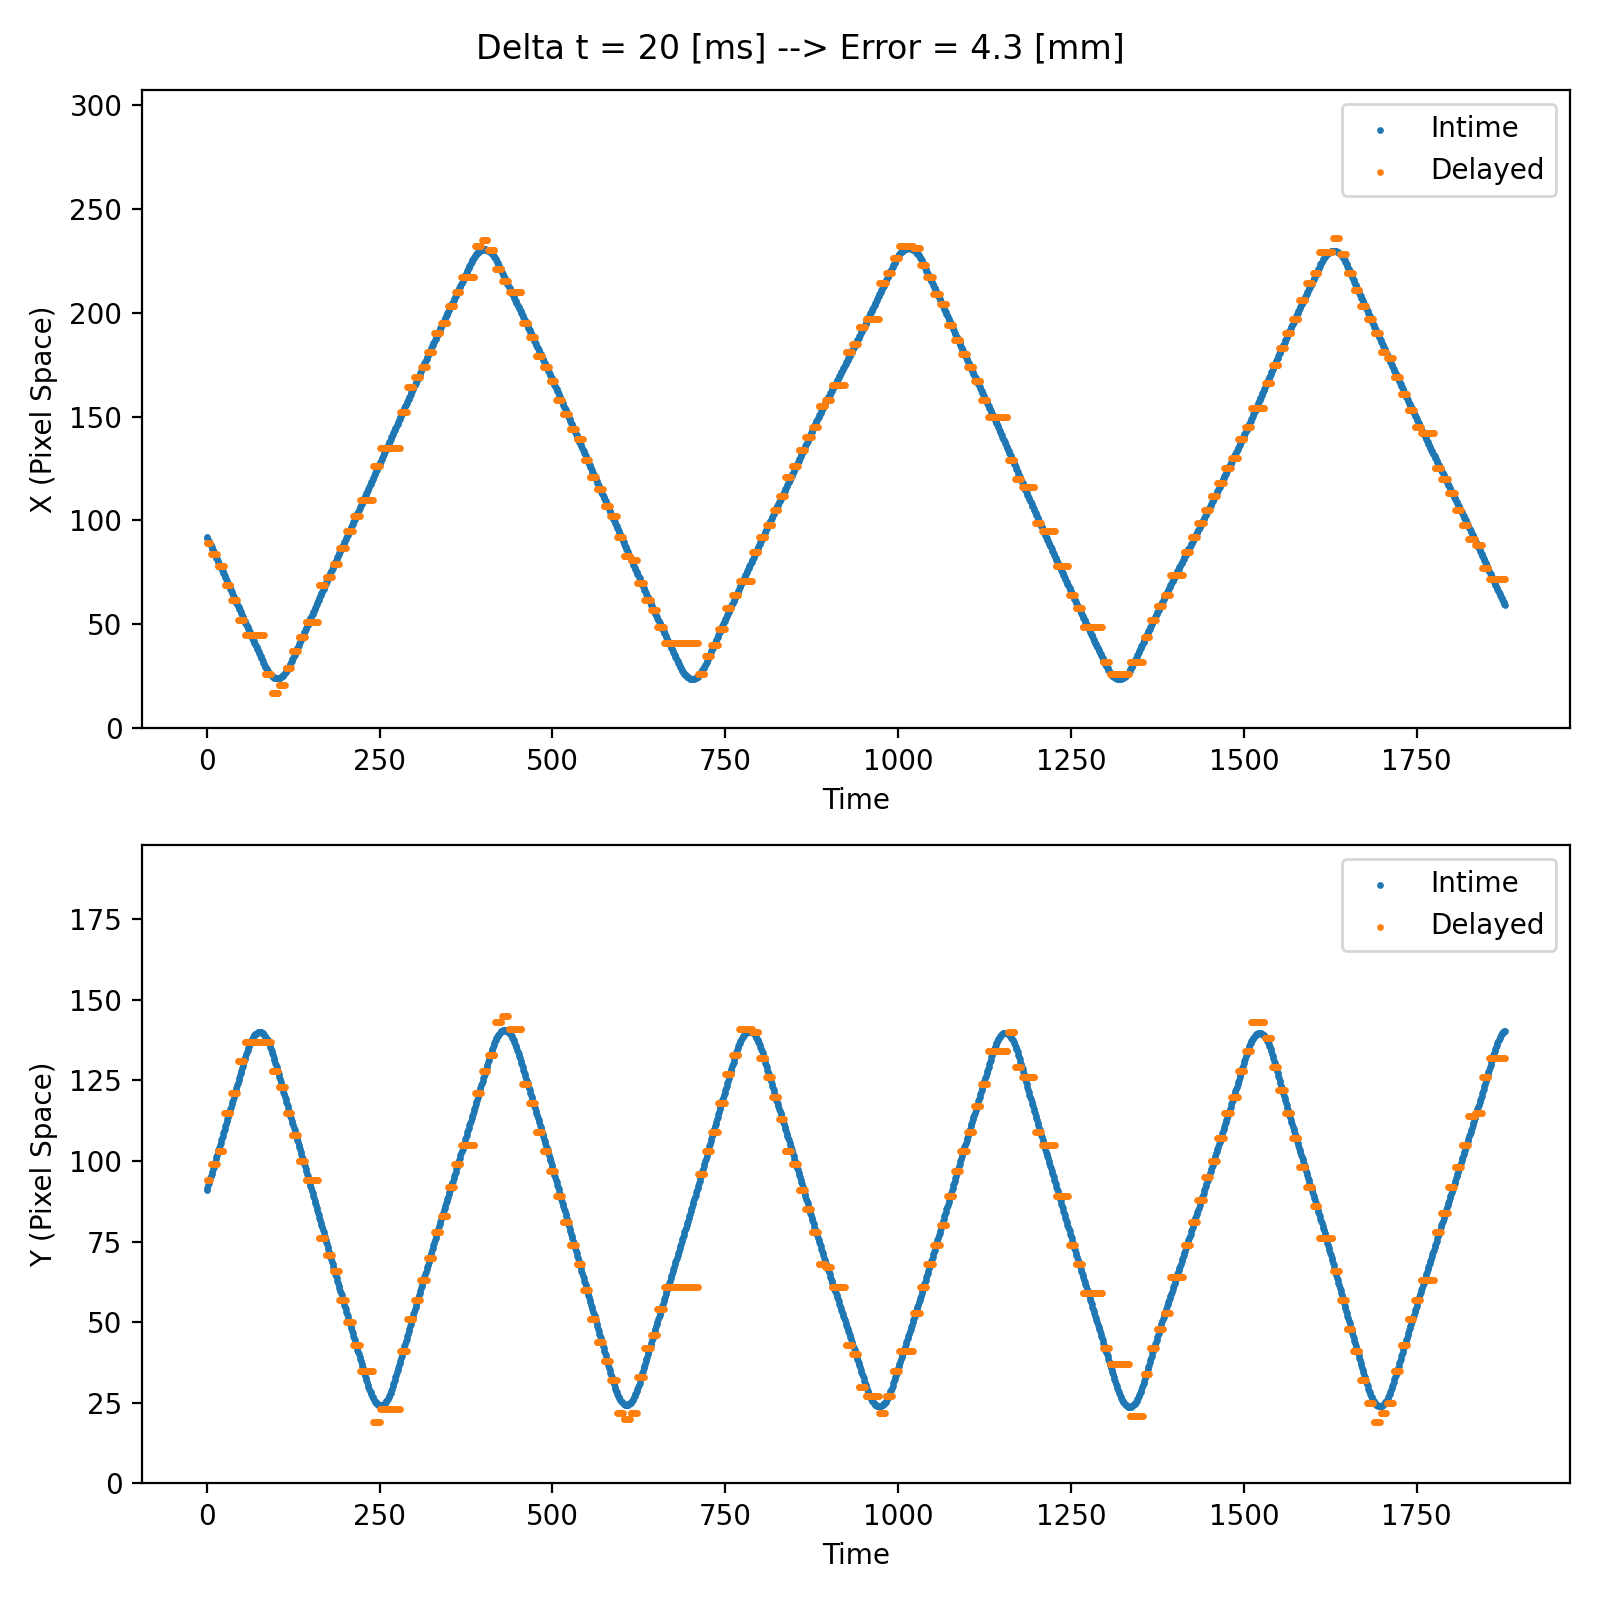 Delta t = 20 [ms] --> Error = 4.3 [mm]
300
250
200
150
100
50
0
X (Pixel Space)
Intime
Delayed
0 250 500 750 1000 1250 1500 1750
Time
175
150
125
100
75
50
25
0
Y (Pixel Space)
Intime
Delayed
0 250 500 750 1000 1250 1500 1750
Time